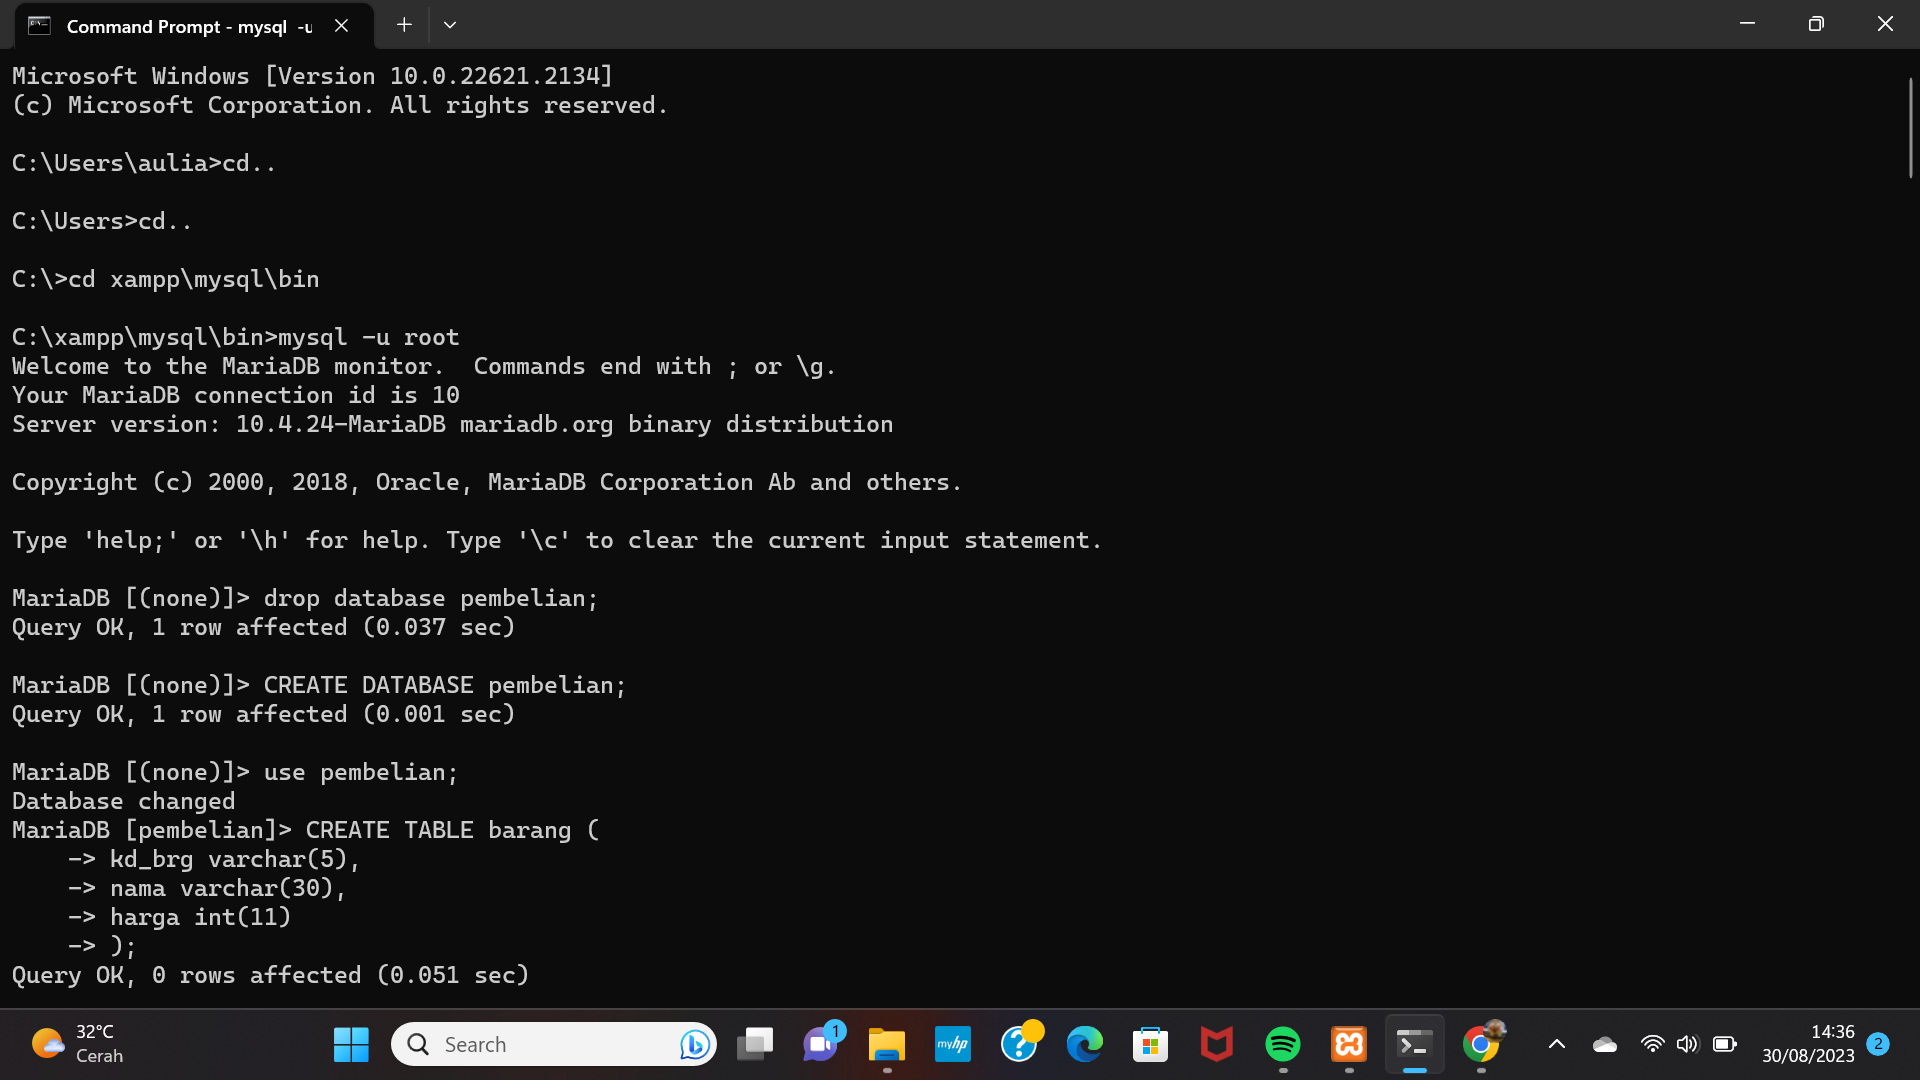 Command Prompt - mysql -u
Microsoft Windows [Version 10.0.22621.2134]
(c) Microsoft Corporation. All rights reserved.
C:\Users\aulia>cd..
C:\Users>cd..
C:\>cd xampp\mysql\bin
C:\xampp\mysql\bin>mysql -u root
Welcome to the MariaDB monitor.  Commands end with ; or \g.
Your MariaDB connection id is 10
Server version: 10.4.24-MariaDB mariadb.org binary distribution
Copyright (c) 2000, 2018, Oracle, MariaDB Corporation Ab and others.
Type 'help;' or '\h' for help. Type '\c' to clear the current input statement.
MariaDB [(none)]> drop database pembelian;
Query OK, 1 row affected (0.037 sec)
MariaDB [(none)]> CREATE DATABASE pembelian;
Query OK, 1 row affected (0.001 sec)
MariaDB [(none)]> use pembelian;
Database changed
MariaDB [pembelian]> CREATE TABLE barang (
    -> kd_brg varchar(5),
    -> nama varchar(30),
    -> harga int(11)
    -> );
Query OK, 0 rows affected (0.051 sec)
32°C
Cerah
Search
1
myhp
14:36
30/08/2023
2